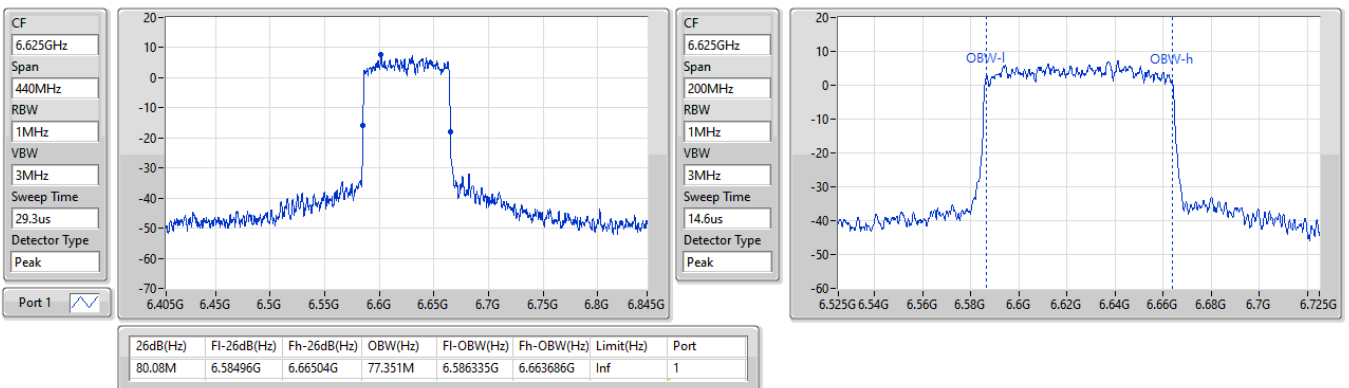 CF
6.625GHz
Span
440MHz
RBW
1MHz
VBW
3MHz
Sweep Time
29.3us
Detector Type
Peak
Port 1
20
10
0
-10
-20
-30
-40
-50
-60
-70
6.405G 6.45G 6.5G 6.55G 6.6G 6.65G 6.7G 6.75G 6.8G 6.845G
CF
6.625GHz
Span
200MHz
RBW
1MHz
VBW
3MHz
Sweep Time
14.6us
Detector Type
Peak
20
10
0
-10
-20
-30
-40
-50
-60
OBW-l OBW-h
6.525G 6.54G 6.56G 6.58G 6.6G 6.62G 6.64G 6.66G 6.68G 6.7G 6.725G
26dB(Hz) Fl-26dB(Hz) Fh-26dB(Hz) OBW(Hz) Fl-OBW(Hz) Fh-OBW(Hz) Limit(Hz) Port
80.08M 6.58496G 6.66504G 77.351M 6.586335G 6.663686G Inf 1